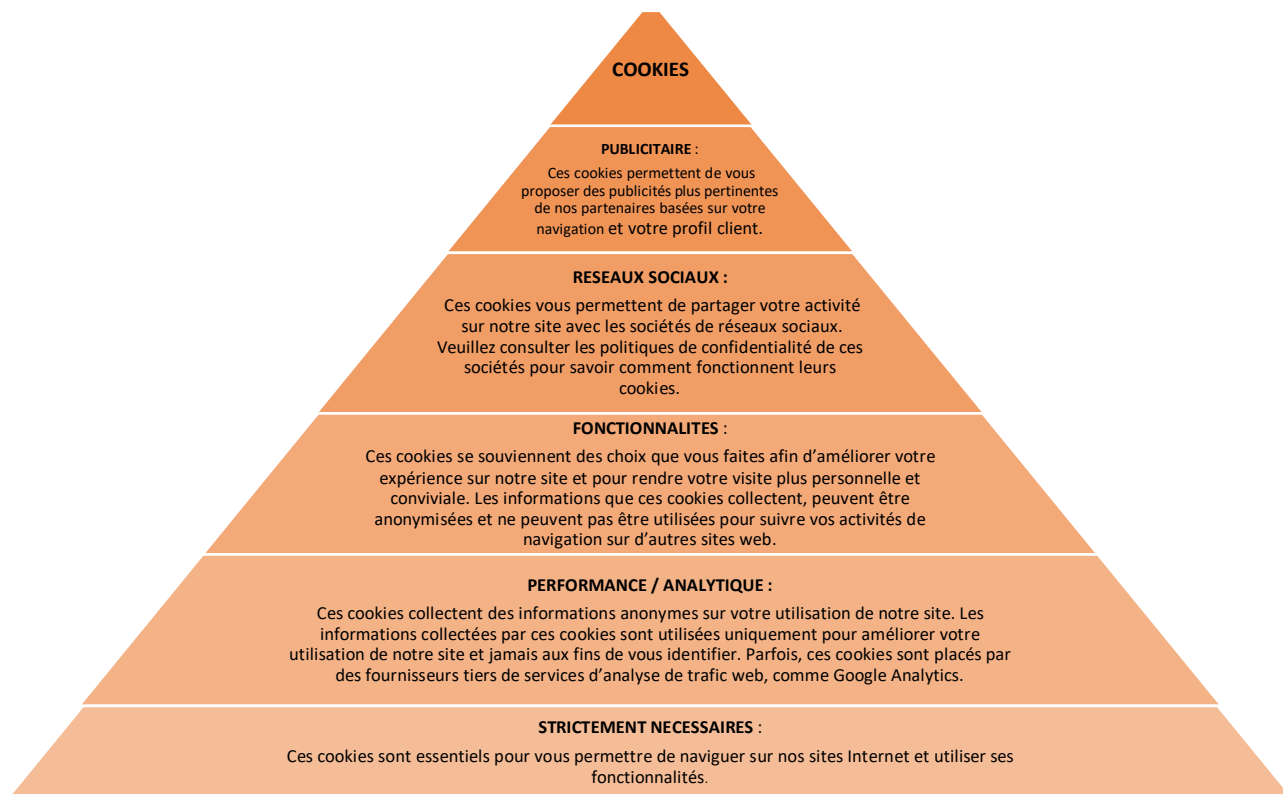 COOKIES
PUBLICITAIRE :
Ces cookies permettent de vous
proposer des publicités plus pertinentes
de nos partenaires basées sur votre
navigation et votre profil client.
RESEAUX SOCIAUX :
Ces cookies vous permettent de partager votre activité
sur notre site avec les sociétés de réseaux sociaux.
Veuillez consulter les politiques de confidentialité de ces
sociétés pour savoir comment fonctionnent leurs
cookies.
FONCTIONNALITES :
Ces cookies se souviennent des choix que vous faites afin d’améliorer votre
expérience sur notre site et pour rendre votre visite plus personnelle et
conviviale. Les informations que ces cookies collectent, peuvent être
anonymisées et ne peuvent pas être utilisées pour suivre vos activités de
navigation sur d’autres sites web.
PERFORMANCE / ANALYTIQUE :
Ces cookies collectent des informations anonymes sur votre utilisation de notre site. Les
informations collectées par ces cookies sont utilisées uniquement pour améliorer votre
utilisation de notre site et jamais aux fins de vous identifier. Parfois, ces cookies sont placés par
des fournisseurs tiers de services d’analyse de trafic web, comme Google Analytics.
STRICTEMENT NECESSAIRES :
Ces cookies sont essentiels pour vous permettre de naviguer sur nos sites Internet et utiliser ses
fonctionnalités.